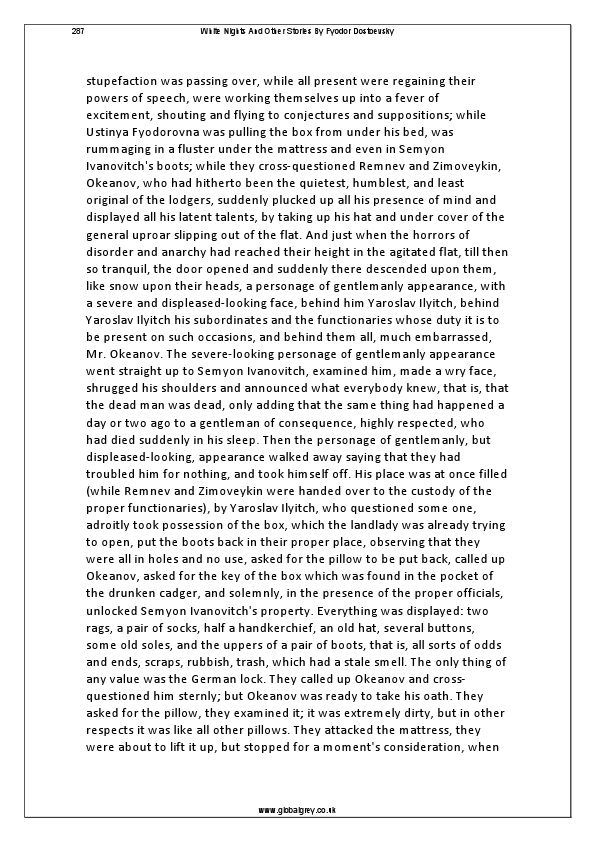 287
White Nights And Other Stories By Fyodor Dostoevsky
stupefaction was passing over, while all present were regaining their
powers of speech, were working themselves up into a fever of
excitement, shouting and flying to conjectures and suppositions; while
Ustinya Fyodorovna was pulling the box from under his bed, was
rummaging in a fluster under the mattress and even in Semyon
Ivanovitch's boots; while they cross-questioned Remnev and Zimoveykin,
Okeanov, who had hitherto been the quietest, humblest, and least
original of the lodgers, suddenly plucked up all his presence of mind and
displayed all his latent talents, by taking up his hat and under cover of the
general uproar slipping out of the flat. And just when the horrors of
disorder and anarchy had reached their height in the agitated flat, till then
so tranquil, the door opened and suddenly there descended upon them,
like snow upon their heads, a personage of gentlemanly appearance, with
a severe and displeased-looking face, behind him Yaroslav Ilyitch, behind
Yaroslav Ilyitch his subordinates and the functionaries whose duty it is to
be present on such occasions, and behind them all, much embarrassed,
Mr. Okeanov. The severe-looking personage of gentlemanly appearance
went straight up to Semyon Ivanovitch, examined him, made a wry face,
shrugged his shoulders and announced what everybody knew, that is, that
the dead man was dead, only adding that the same thing had happened a
day or two ago to a gentleman of consequence, highly respected, who
had died suddenly in his sleep. Then the personage of gentlemanly, but
displeased-looking, appearance walked away saying that they had
troubled him for nothing, and took himself off. His place was at once filled
(while Remnev and Zimoveykin were handed over to the custody of the
proper functionaries), by Yaroslav Ilyitch, who questioned some one,
adroitly took possession of the box, which the landlady was already trying
to open, put the boots back in their proper place, observing that they
were all in holes and no use, asked for the pillow to be put back, called up
Okeanov, asked for the key of the box which was found in the pocket of
the drunken cadger, and solemnly, in the presence of the proper officials,
unlocked Semyon Ivanovitch's property. Everything was displayed: two
rags, a pair of socks, half a handkerchief, an old hat, several buttons,
some old soles, and the uppers of a pair of boots, that is, all sorts of odds
and ends, scraps, rubbish, trash, which had a stale smell. The only thing of
any value was the German lock. They called up Okeanov and cross-
questioned him sternly; but Okeanov was ready to take his oath. They
asked for the pillow, they examined it; it was extremely dirty, but in other
respects it was like all other pillows. They attacked the mattress, they
were about to lift it up, but stopped for a moment's consideration, when
www.globalgrey.co.uk